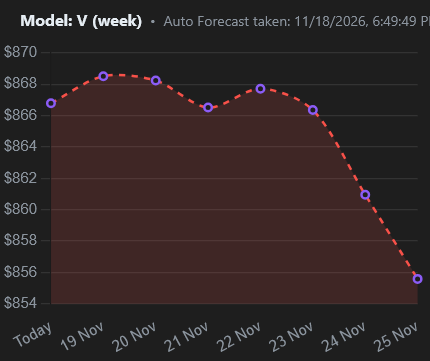 Model: V (week) • Auto Forecast taken: 11/18/2026, 6:49:49 P
$870
$868
$866
$864
$862
$860
$858
$856
$854
Today
19 Nov
20 Nov
21 Nov
22 Nov
23 Nov
24 Nov
25 Nov